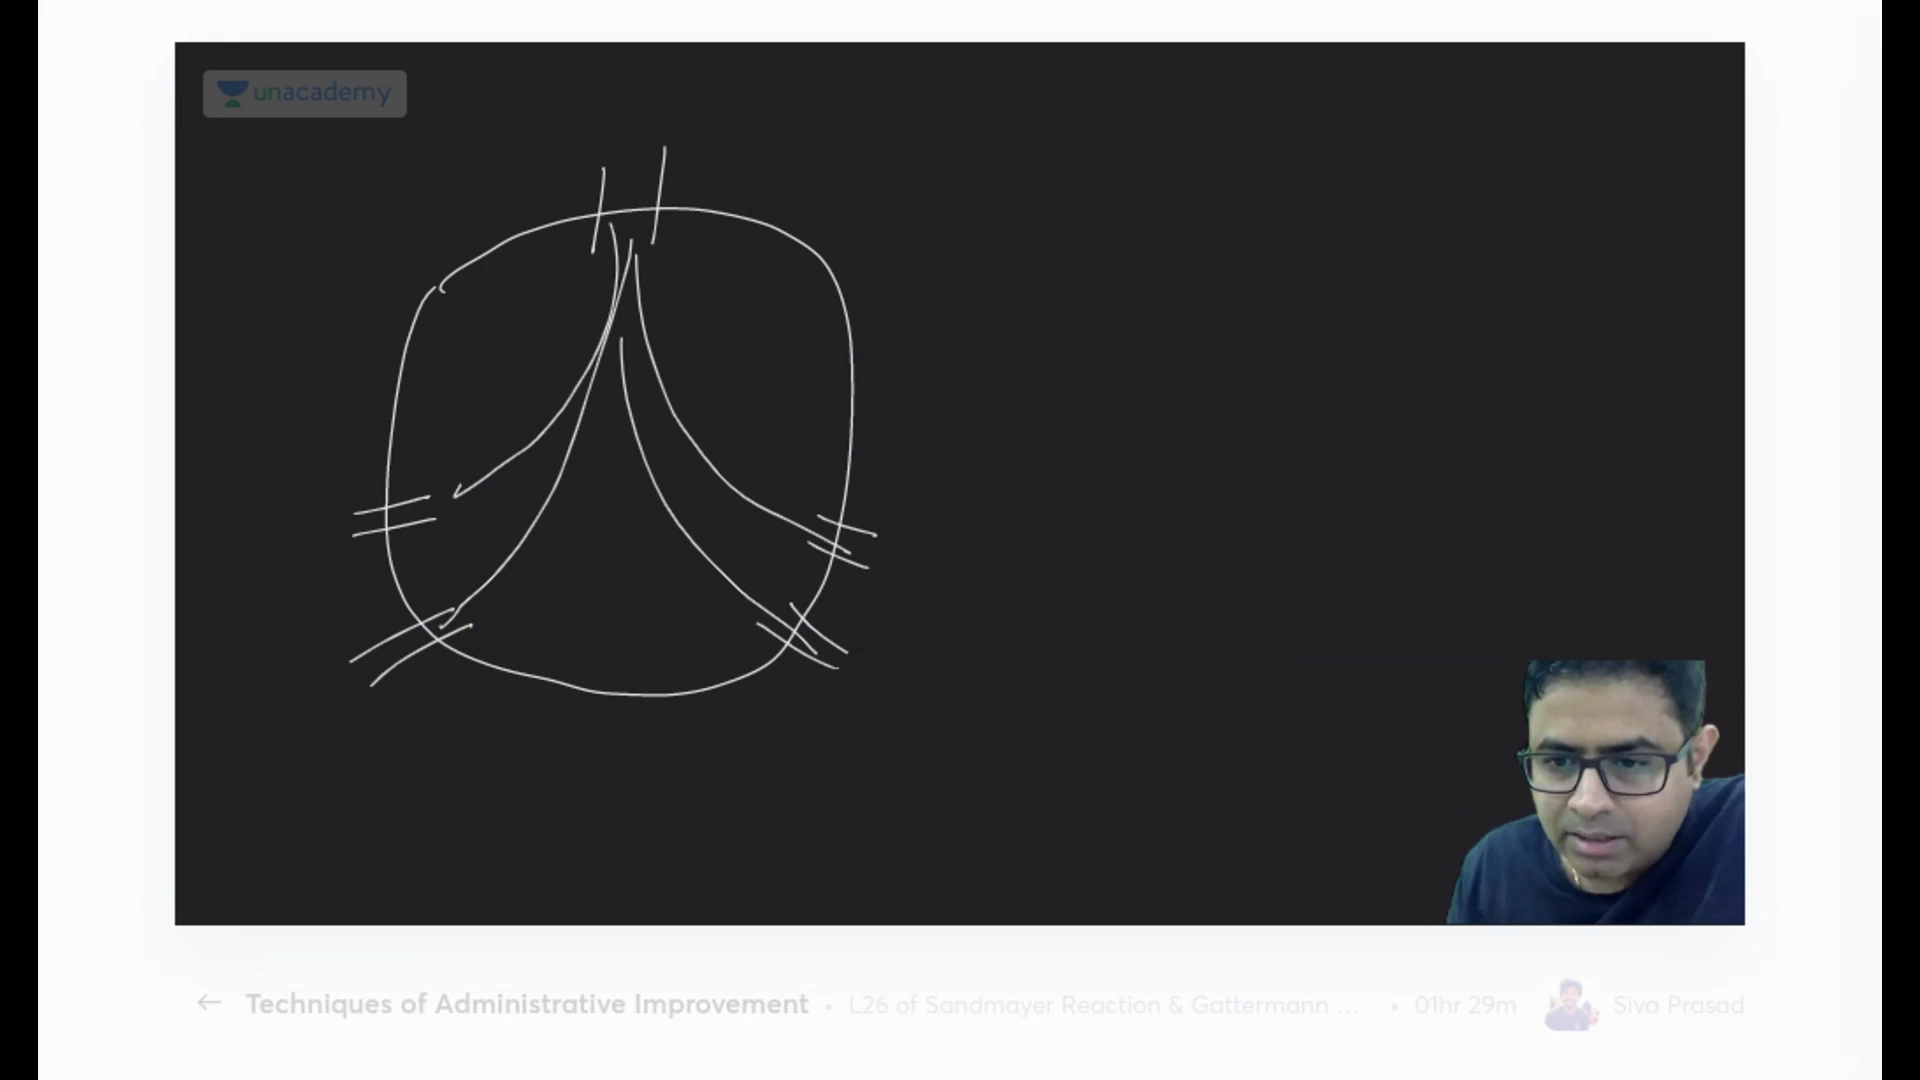 unacademy
← Techniques of Administrative Improvement • L26 of Sandmayer Reaction & Gattermann ... • 01hr 29m Siva Prasad